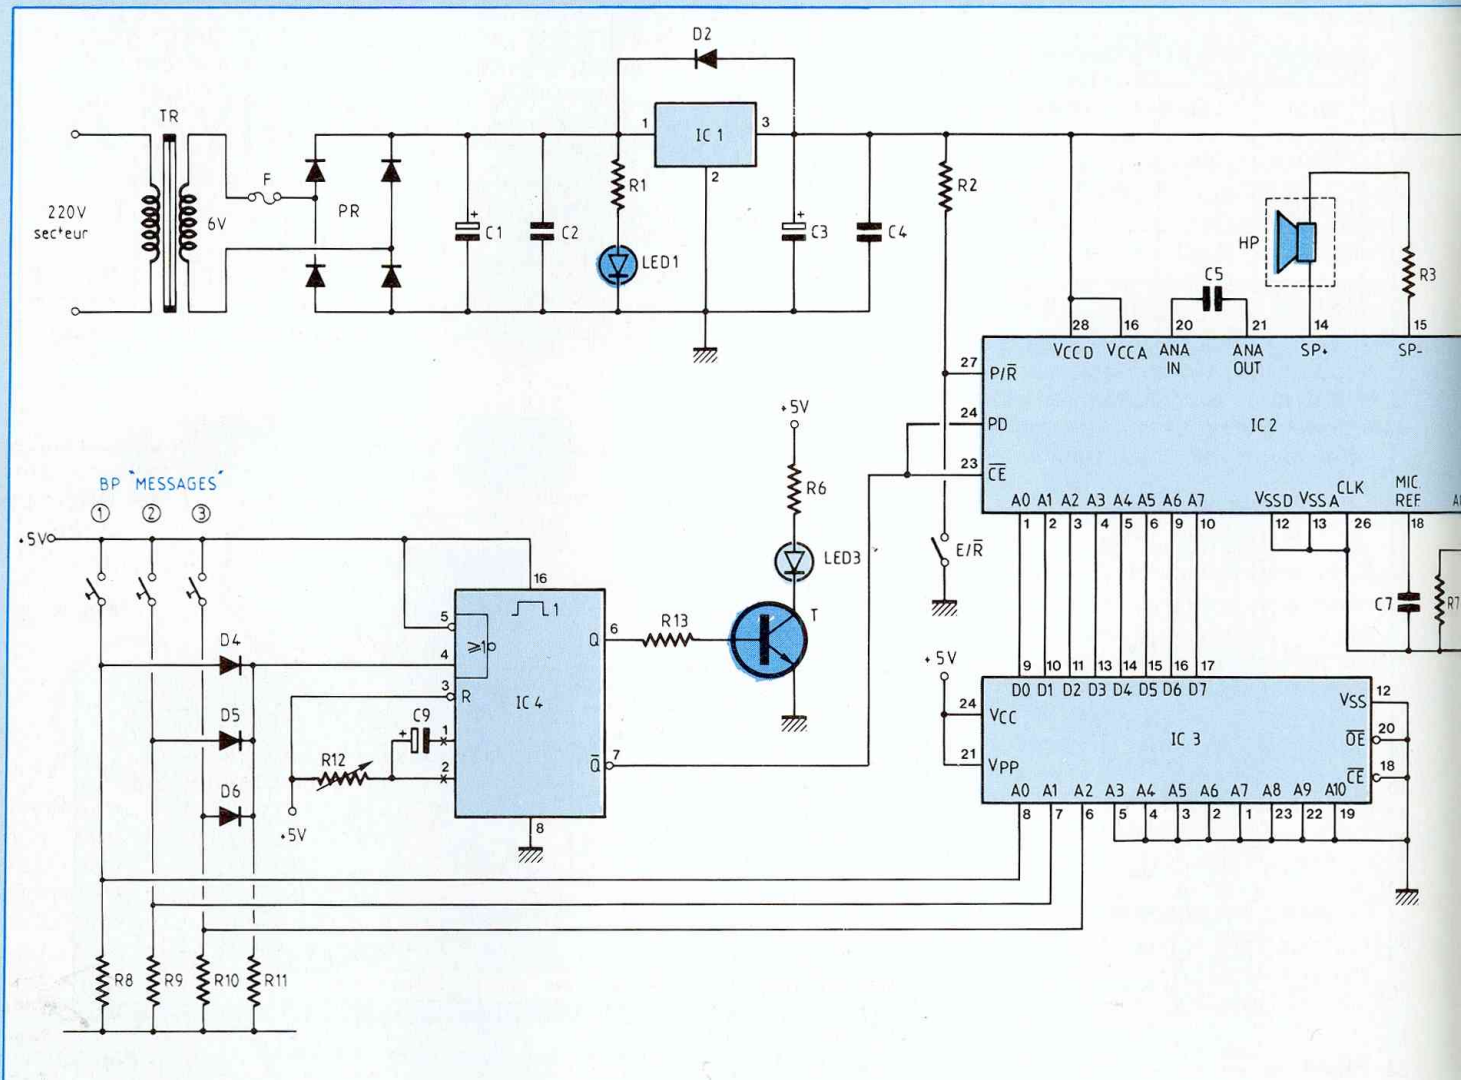 D2
TR
1
IC 1
3
2
F
PR
220V
secteur
6V
+
C1
C2
R1
LED1
+
C3
C4
R2
HP
C5
R3
28
16
20
21
14
15
VCCD
VCCA
ANA
IN
ANA
OUT
SP+
SP-
27
P/R̅
24
PD
23
C̅E̅
IC 2
A0
A1
A2
A3
A4
A5
A6
A7
VSSD
VSSA
CLK
MIC
REF.
1
2
3
4
5
6
9
10
12
13
26
18
+5V
R6
LED3
T
E/R̅
C7
R7
BP "MESSAGES"
①
②
③
+5V
16
1
5
≥1
4
3
R
IC 4
6
Q
R13
7
Q̅
1
2
8
D4
D5
D6
C9
+
R12
+5V
+5V
24
VCC
21
VPP
9
10
11
13
14
15
16
17
D0
D1
D2
D3
D4
D5
D6
D7
IC 3
VSS
12
O̅E̅
20
C̅E̅
18
A0
A1
A2
A3
A4
A5
A6
A7
A8
A9
A10
8
7
6
5
4
3
2
1
23
22
19
R8
R9
R10
R11